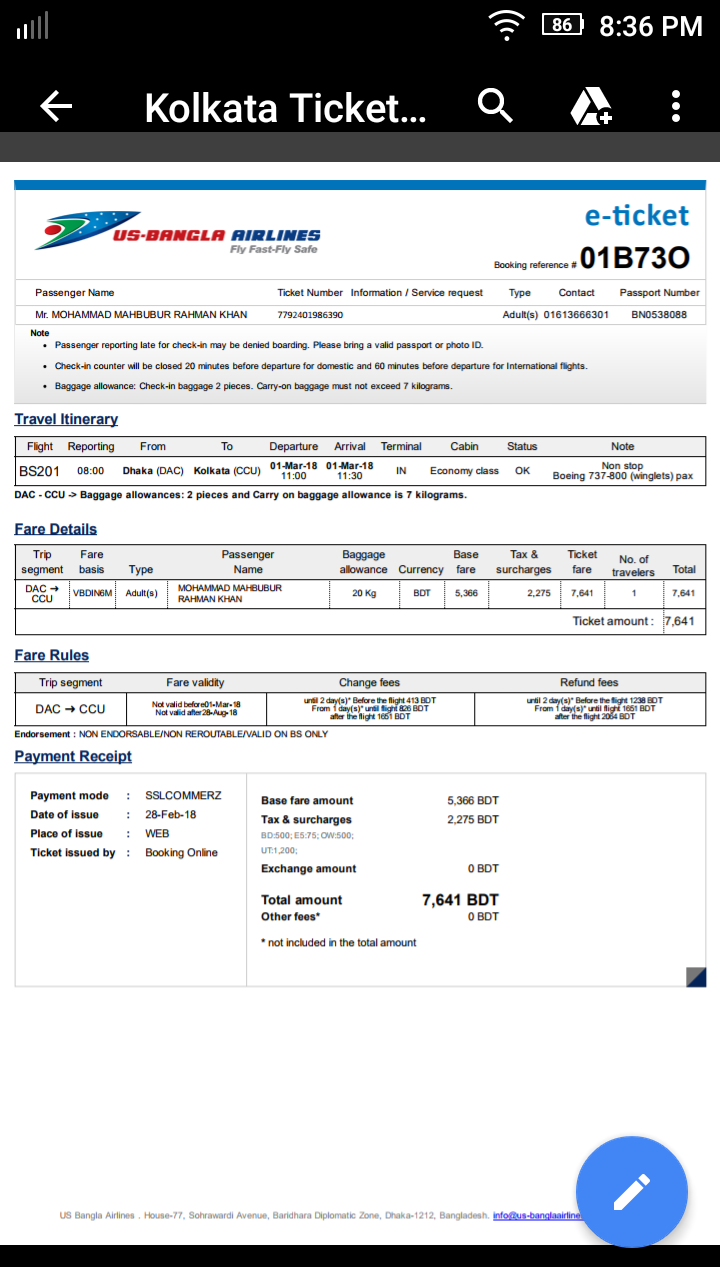 86 8:36 PM
Kolkata Ticket...
US-BANGLA AIRLINES
Fly Fast-Fly Safe
e-ticket
Booking reference # 01B73O
Passenger Name Ticket Number Information / Service request Type Contact Passport Number
Mr. MOHAMMAD MAHBUBUR RAHMAN KHAN 7792401986390 Adult(s) 01613666301 BN0538088
Note
• Passenger reporting late for check-in may be denied boarding. Please bring a valid passport or photo ID.
• Check-in counter will be closed 20 minutes before departure for domestic and 60 minutes before departure for International flights.
• Baggage allowance: Check-in baggage 2 pieces. Carry-on baggage must not exceed 7 kilograms.
Travel Itinerary
Flight Reporting From To Departure Arrival Terminal Cabin Status Note
BS201 08:00 Dhaka (DAC) Kolkata (CCU) 01-Mar-18 11:00 01-Mar-18 11:30 IN Economy class OK Non stop Boeing 737-800 (winglets) pax
DAC - CCU -> Baggage allowances: 2 pieces and Carry on baggage allowance is 7 kilograms.
Fare Details
Trip segment Fare basis Type Passenger Name Baggage allowance Currency Base fare Tax & surcharges Ticket fare No. of travelers Total
DAC → CCU VBDIN6M Adult(s) MOHAMMAD MAHBUBUR RAHMAN KHAN 20 Kg BDT 5,366 2,275 7,641 1 7,641
Ticket amount : 7,641
Fare Rules
Trip segment Fare validity Change fees Refund fees
DAC → CCU Not valid before01-Mar-18 Not valid after28-Aug-18 until 2 day(s)* Before the flight 413 BDT From 1 day(s)* until flight 826 BDT after the flight 1651 BDT until 2 day(s)* Before the flight 1238 BDT From 1 day(s)* until flight 1651 BDT after the flight 2064 BDT
Endorsement : NON ENDORSABLE/NON REROUTABLE/VALID ON BS ONLY
Payment Receipt
Payment mode : SSLCOMMERZ
Date of issue : 28-Feb-18
Place of issue : WEB
Ticket issued by : Booking Online
Base fare amount 5,366 BDT
Tax & surcharges 2,275 BDT
BD:500; E5:75; OW:500;
UT:1,200;
Exchange amount 0 BDT
Total amount 7,641 BDT
Other fees* 0 BDT
* not included in the total amount
US Bangla Airlines . House-77, Sohrawardi Avenue, Baridhara Diplomatic Zone, Dhaka-1212, Bangladesh. info@us-banglaairline